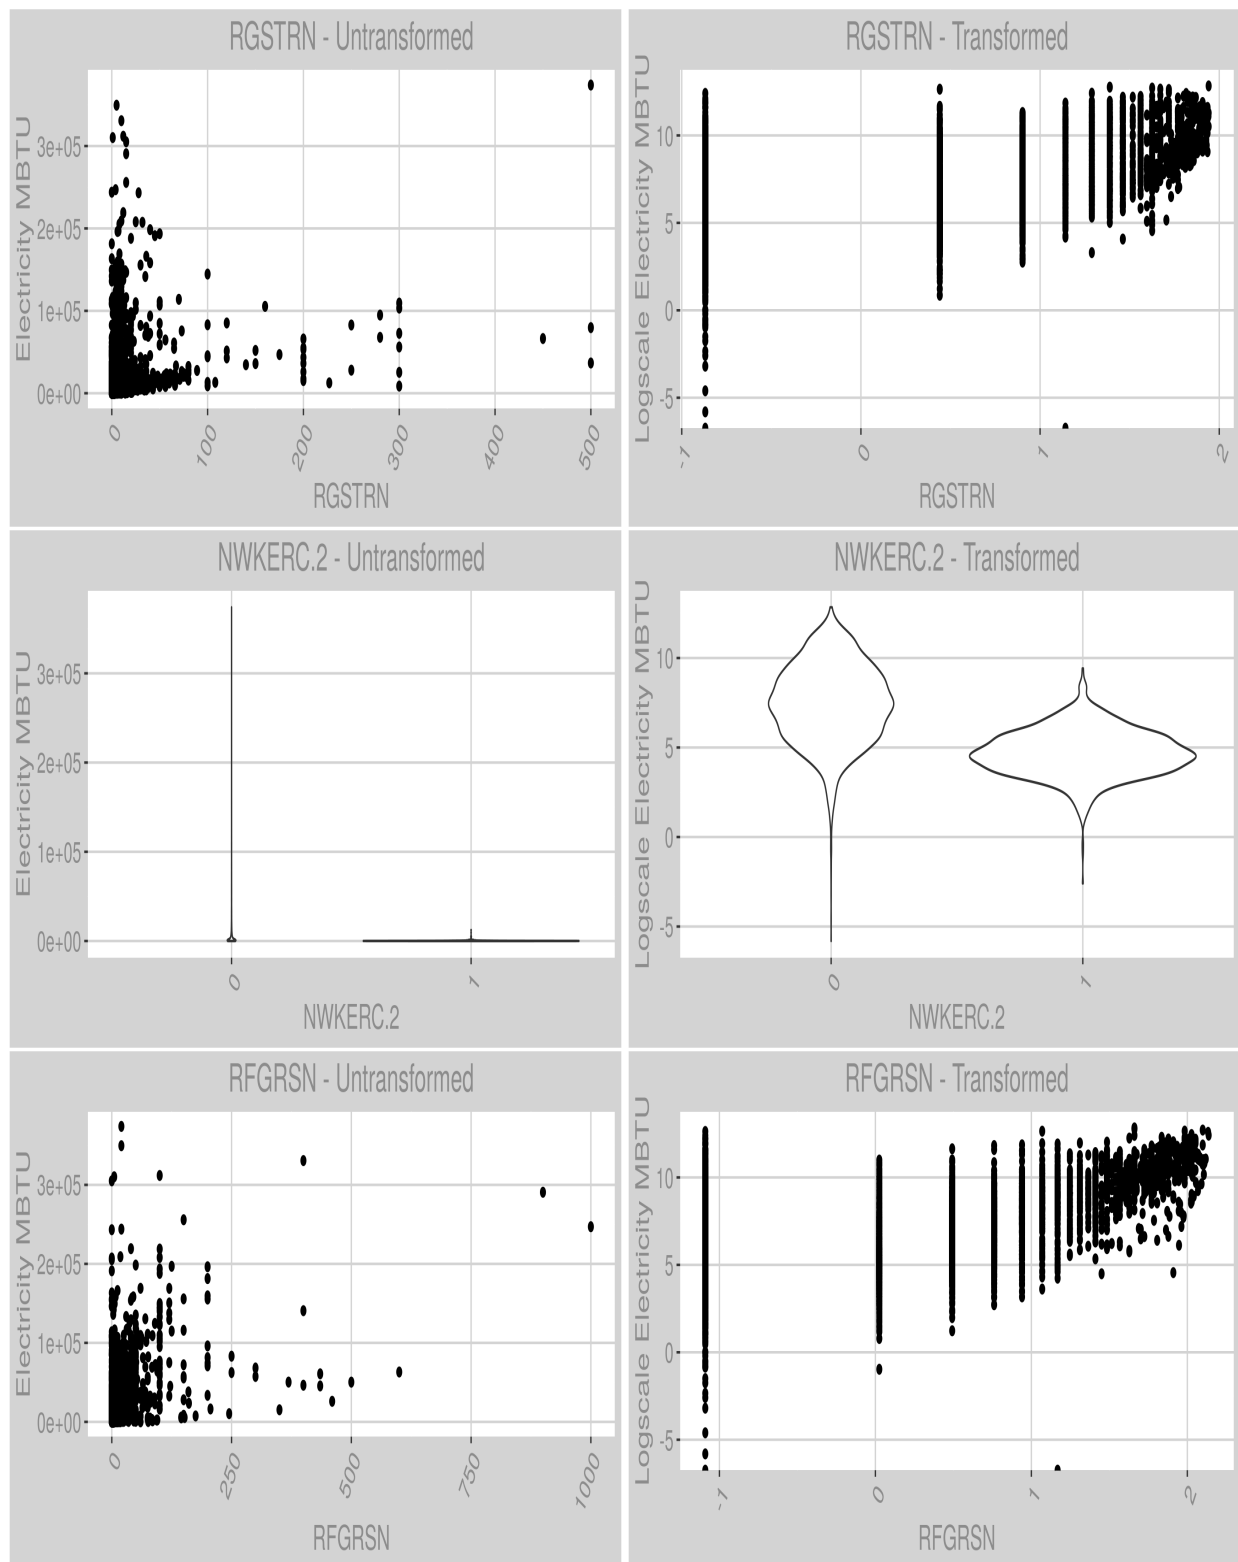 RGSTRN - Untransformed
Electricity MBTU
3e+05
2e+05
1e+05
0e+00
0 100 200 300 400 500
RGSTRN
RGSTRN - Transformed
Logscale Electricity MBTU
10
5
0
-5
-1 0 1 2
RGSTRN
NWKERC.2 - Untransformed
Electricity MBTU
3e+05
2e+05
1e+05
0e+00
0 1
NWKERC.2
NWKERC.2 - Transformed
Logscale Electricity MBTU
10
5
0
-5
0 1
NWKERC.2
RFGRSN - Untransformed
Electricity MBTU
3e+05
2e+05
1e+05
0e+00
0 250 500 750 1000
RFGRSN
RFGRSN - Transformed
Logscale Electricity MBTU
10
5
0
-5
-1 0 1 2
RFGRSN